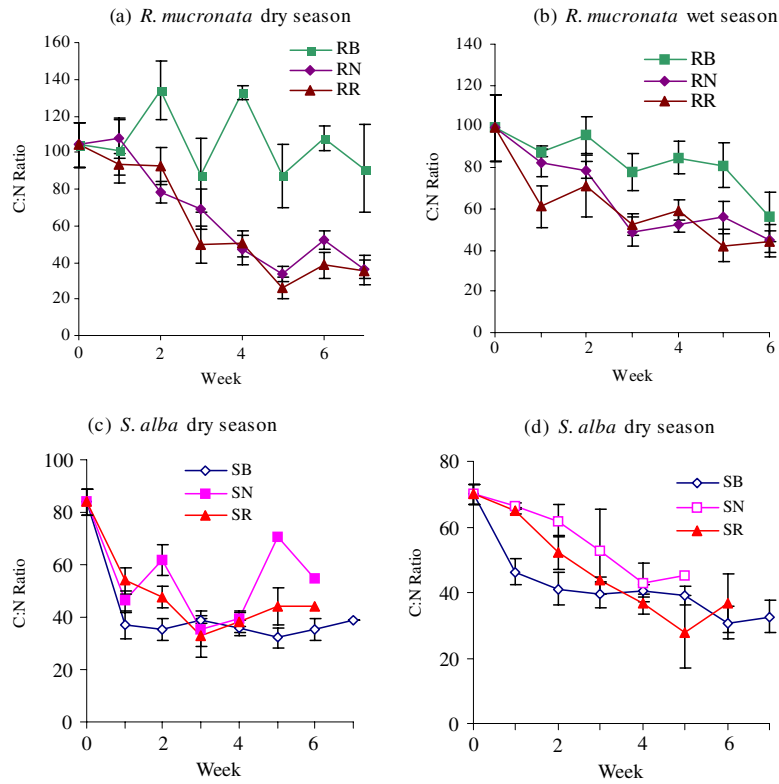 (a) R. mucronata dry season
160
140
120
100
80
60
40
20
0
C:N Ratio
RB
RN
RR
0 2 4 6
Week
(b) R. mucronata wet season
140
120
100
80
60
40
20
0
C:N Ratio
RB
RN
RR
0 1 2 3 4 5 6
Week
(c) S. alba dry season
100
80
60
40
20
0
C:N Ratio
SB
SN
SR
0 2 4 6
Week
(d) S. alba dry season
80
60
40
20
0
C:N Ratio
SB
SN
SR
0 2 4 6
Week